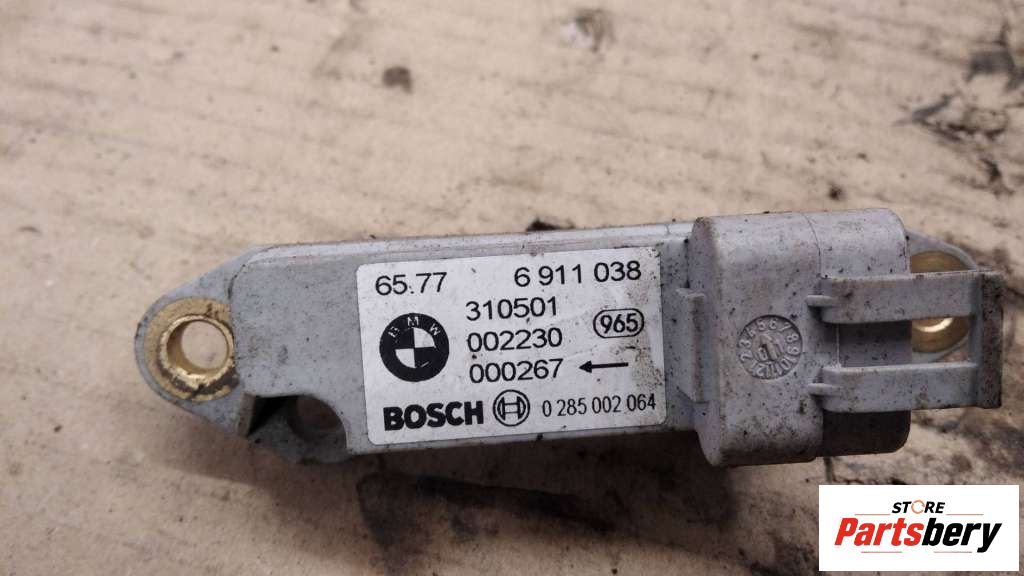 65.77 6 911 038
310501
BMW 002230 965
000267 ←
BOSCH 0 285 002 064
STORE
Partsbery